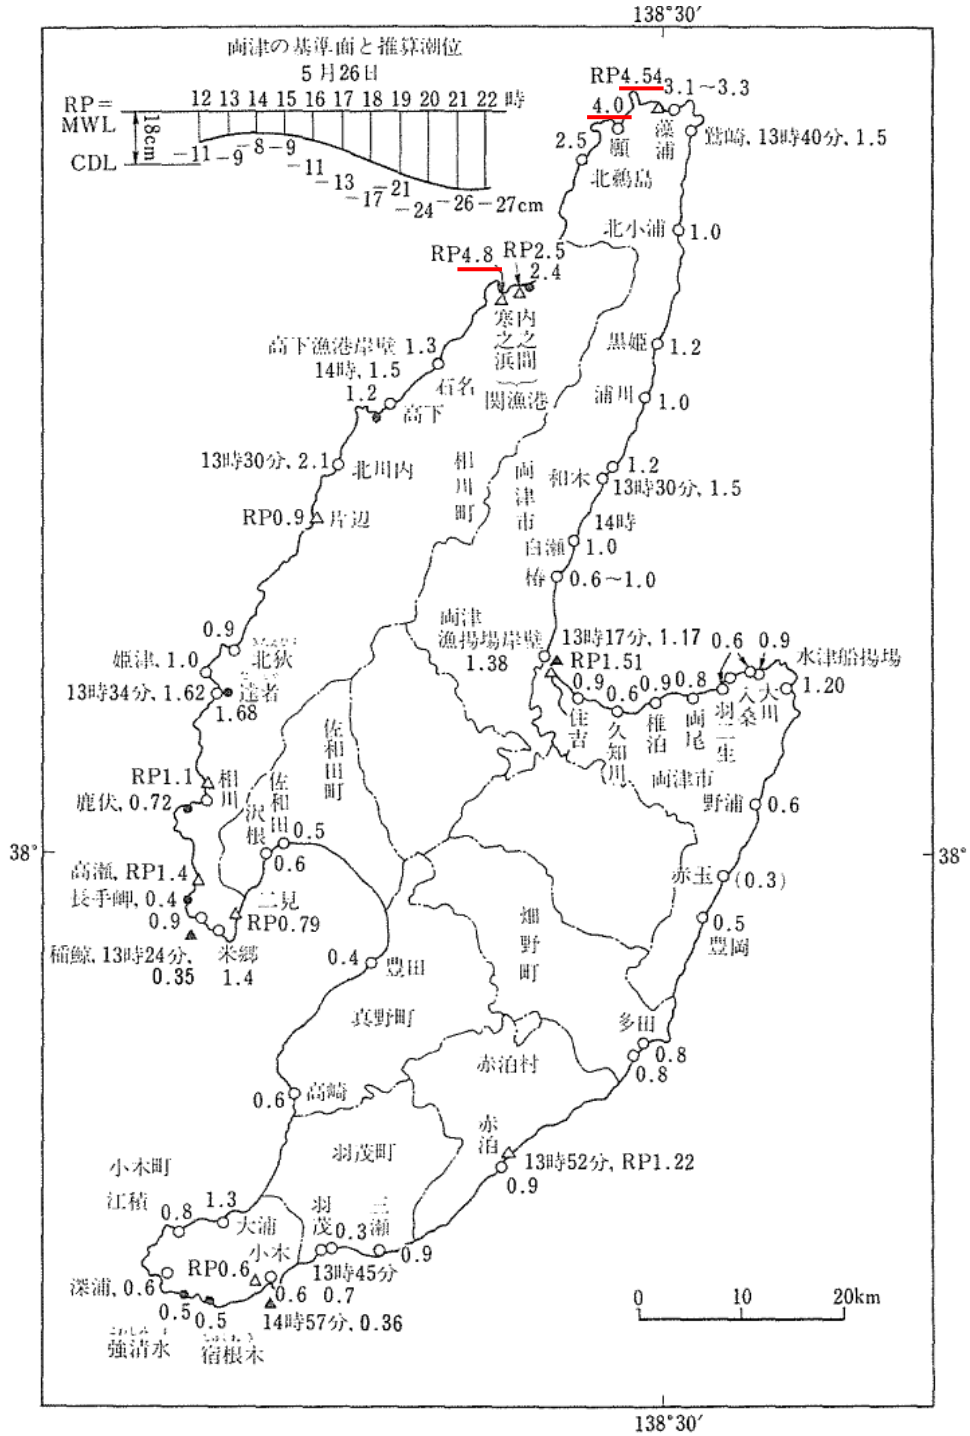 138°30′
両津の基準面と推算潮位
5月26日
RP=
MWL
12 13 14 15 16 17 18 19 20 21 22 時
18cm
CDL
-11 -9 -8 -9 -11 -13 -17 -21 -24 -26 -27cm
RP4.54
3.1～3.3
4.0
藻浦
願
鷲崎, 13時40分, 1.5
2.5
北鵜島
北小浦 1.0
RP4.8
RP2.5
2.4
寒之浜
内之間
関漁港
黒姫 1.2
高下漁港岸壁 1.3
14時, 1.5
石名
1.2
高下
浦川 1.0
13時30分, 2.1
北川内
相川町
両津市
和木
1.2
13時30分, 1.5
RP0.9
片辺
14時
白瀬 1.0
椿 0.6～1.0
両津
漁揚場岸壁
1.38
13時17分, 1.17
RP1.51
0.9
住吉
0.6
久知川
0.9
椎泊
0.8
両尾
羽二生
0.6
入桑
0.9
大川
水津船揚場
1.20
0.9
北狄
姫津, 1.0
13時34分, 1.62
達者
1.68
佐和田町
両津市
野浦 0.6
RP1.1
相川
鹿伏, 0.72
佐和田
沢根
0.5
0.6
38°
38°
高瀬, RP1.4
長手岬, 0.4
0.9
二見
RP0.79
稲鯨, 13時24分,
0.35
米郷
1.4
赤玉 (0.3)
0.5
豊岡
畑野町
0.4
豊田
真野町
多田
0.8
0.8
赤泊村
0.6
高崎
赤泊
13時52分, RP1.22
0.9
羽茂町
小木町
江積
0.8
1.3
大浦
小木
羽茂
0.3
三瀬
0.9
RP0.6
深浦, 0.6
13時45分
0.6
0.7
0.5
0.5
14時57分, 0.36
強清水
宿根木
0 10 20km
138°30′